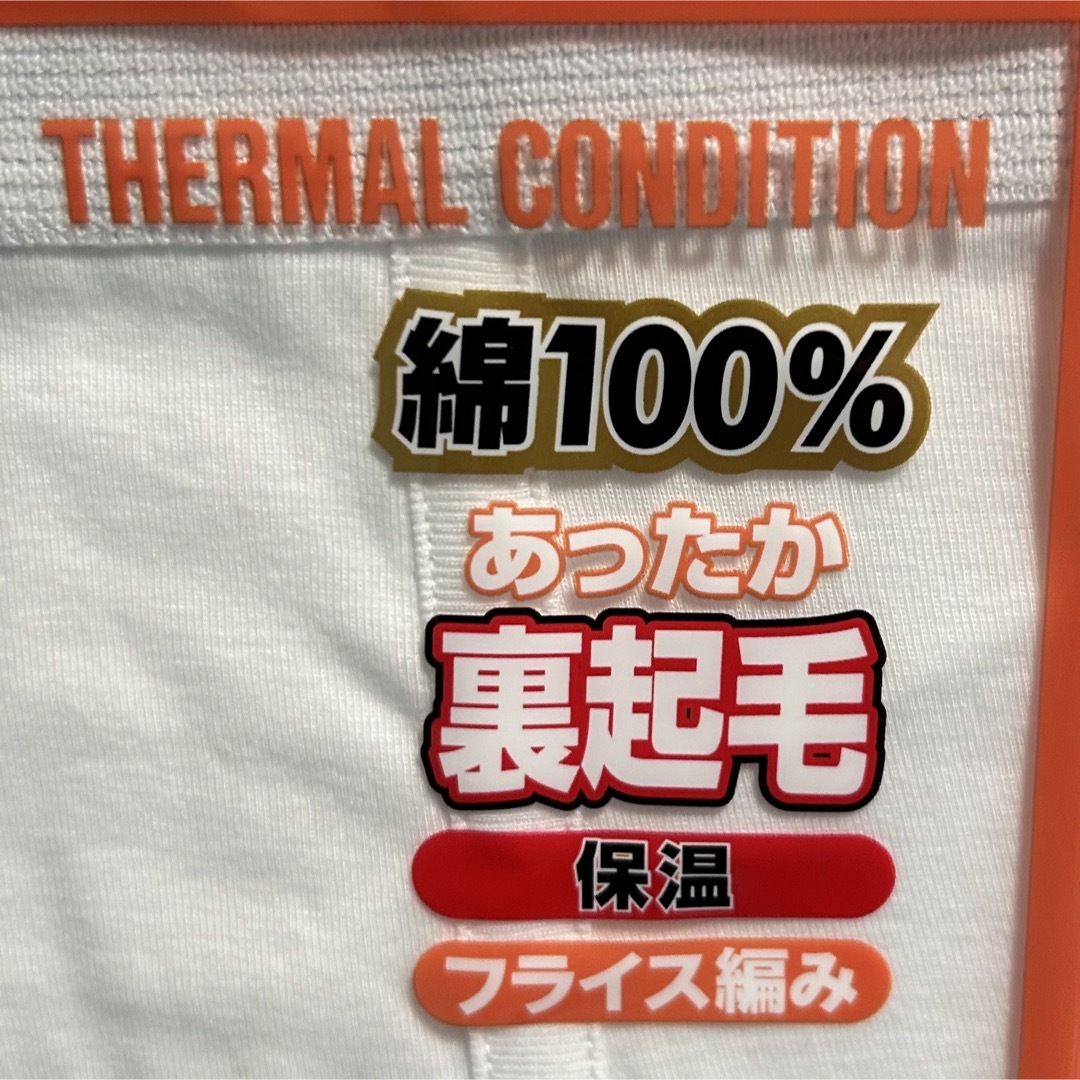 THERMAL CONDITION
綿100%
あったか
裏起毛
保温
フライス編み